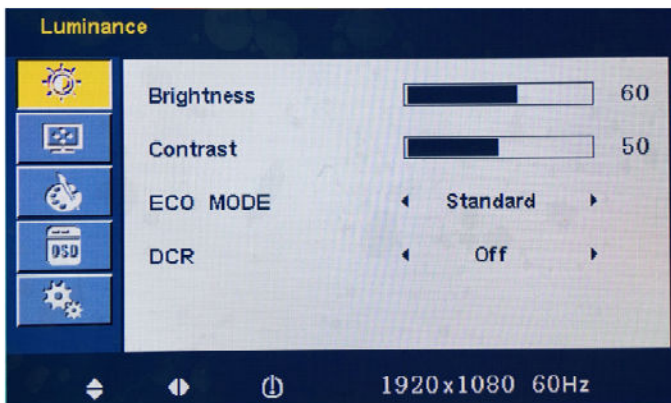 Luminance
Brightness 60
Contrast 50
ECO MODE Standard
DCR Off
OSD
1920x1080 60Hz